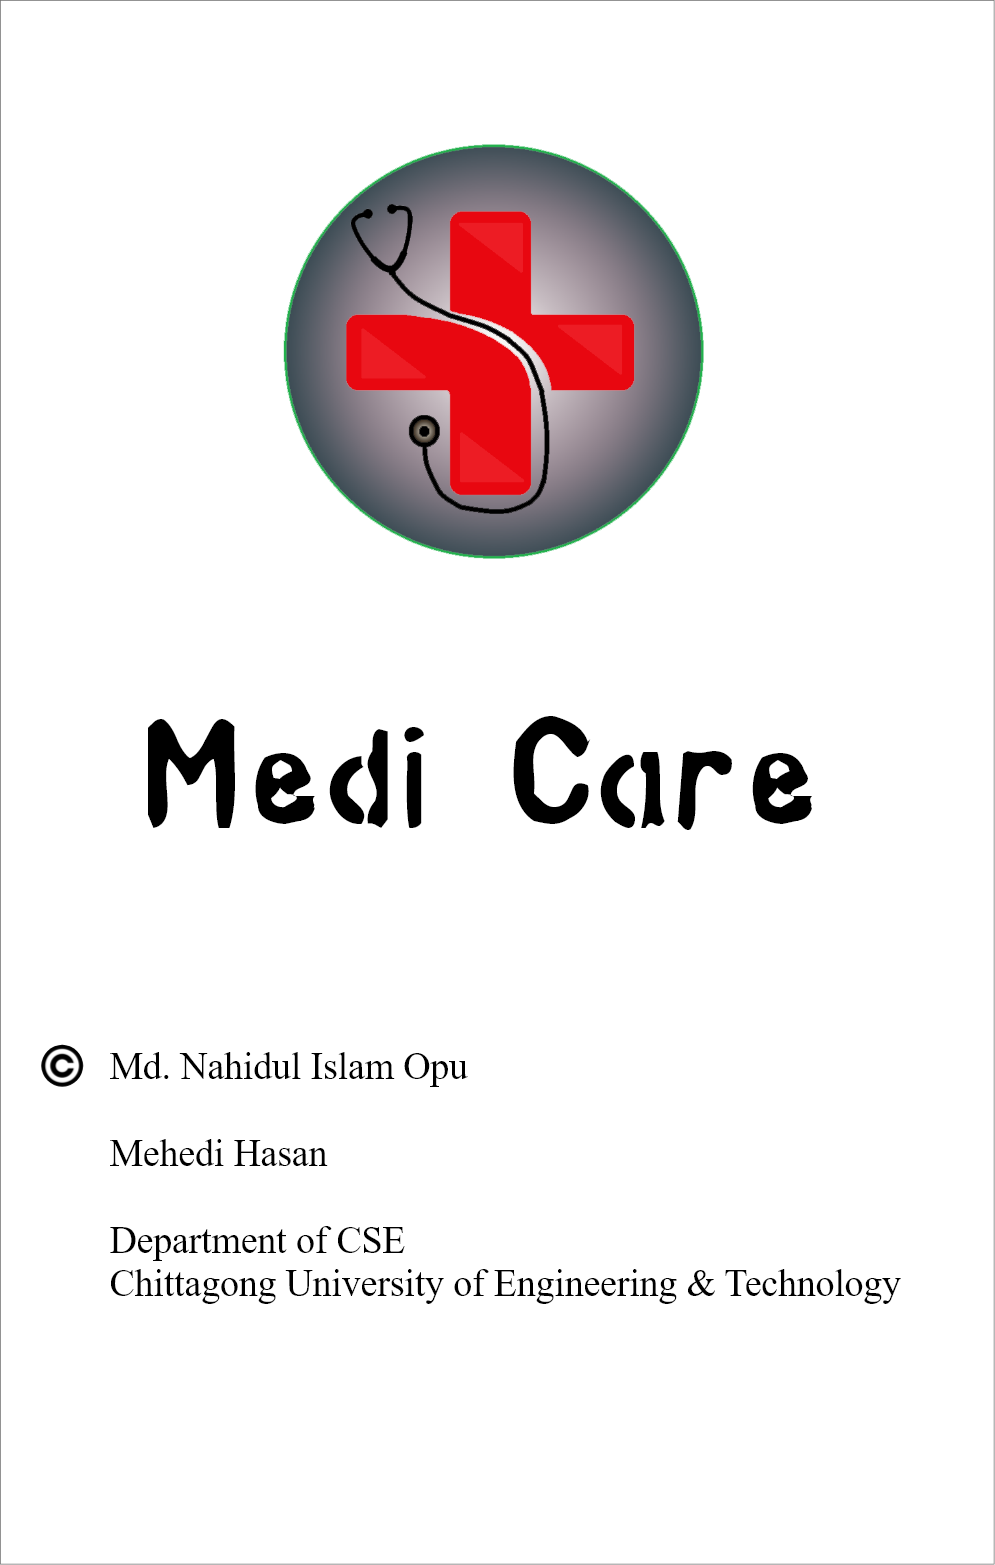 Medi Care
© Md. Nahidul Islam Opu
Mehedi Hasan
Department of CSE
Chittagong University of Engineering & Technology